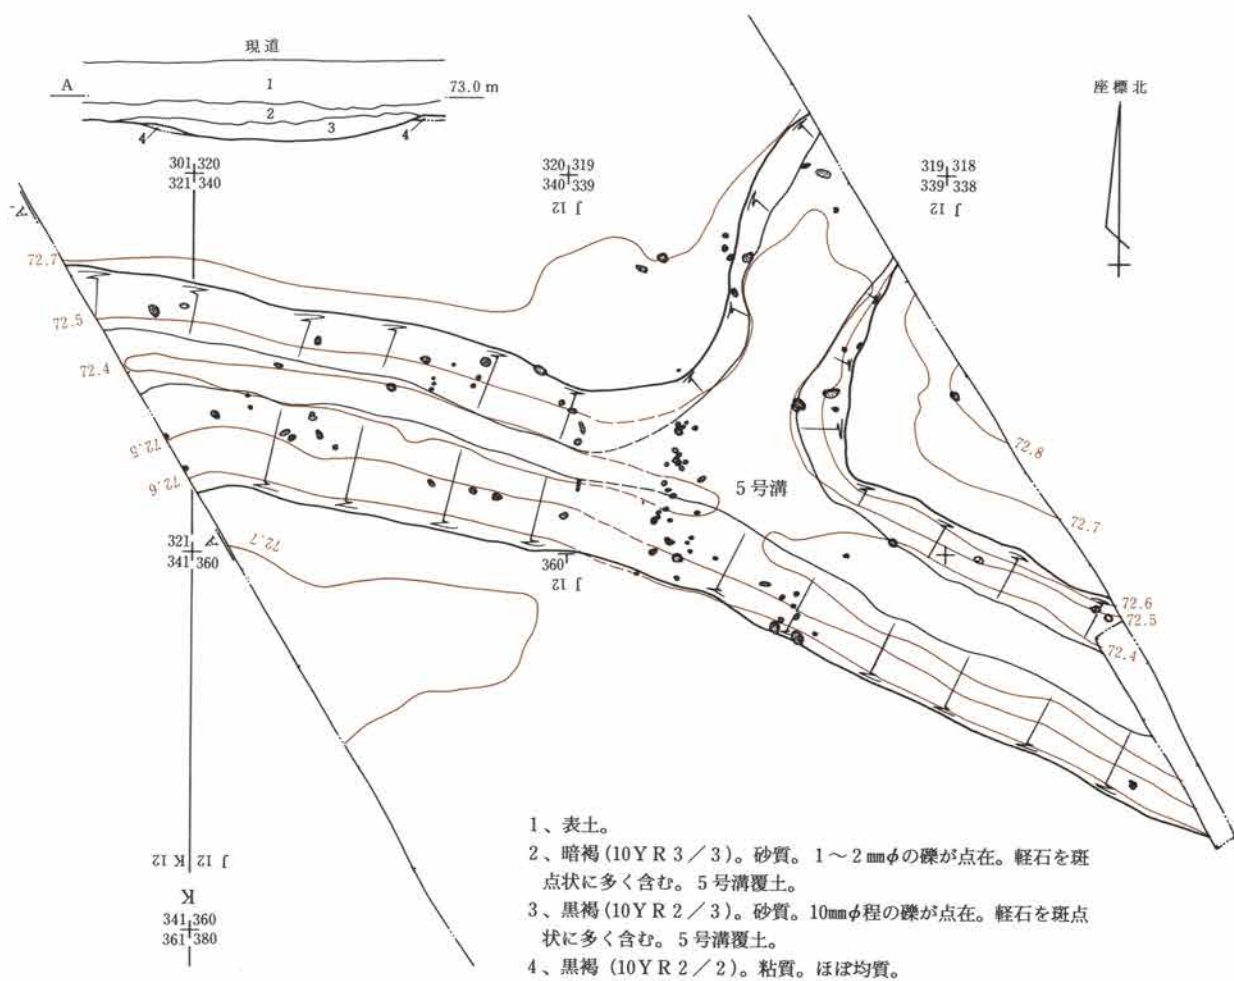 現道
A 1 73.0 m
2
3
4 4
座標北
301 320
321 340
320 319
340 339
J 12
319 318
339 338
J 12
72.7
72.5
72.4
72.5
72.6
72.7
5号溝
72.8
72.7
72.6
72.5
72.4
321
341 360
360
J 12
J 12 K 12
K
341 360
361 380
1、表土。
2、暗褐(10YR3／3)。砂質。1～2㎜φの礫が点在。軽石を斑
点状に多く含む。5号溝覆土。
3、黒褐(10YR2／3)。砂質。10㎜φ程の礫が点在。軽石を斑点
状に多く含む。5号溝覆土。
4、黒褐(10YR2／2)。粘質。ほぼ均質。